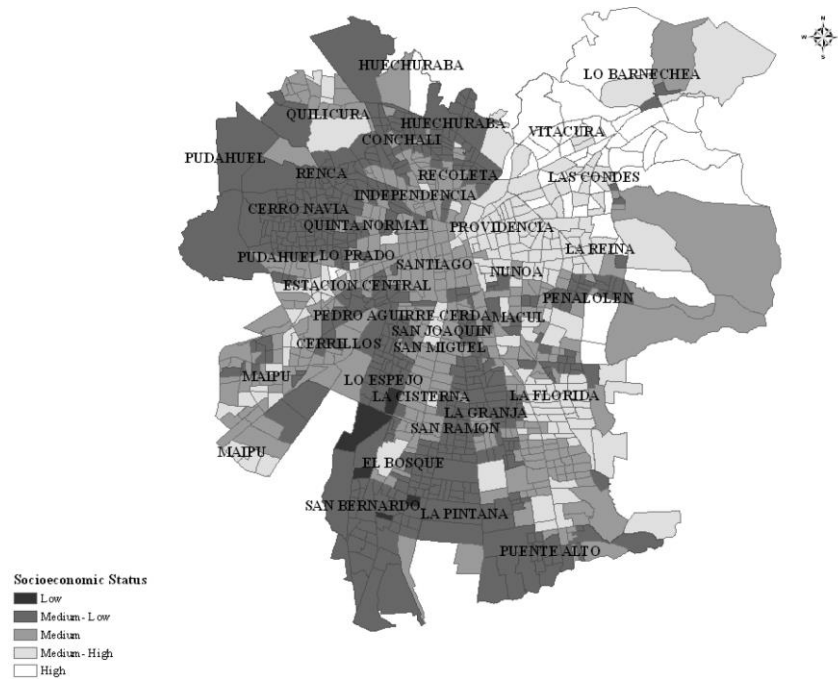 N
W E
S
HUECHURABA
LO BARNECHEA
QUILICURA
HUECHURABA
VITACURA
CONCHALI
PUDAHUEL
RENCA
RECOLETA
LAS CONDES
INDEPENDENCIA
CERRO NAVIA
QUINTA NORMAL
PROVIDENCIA
LA REINA
PUDAHUEL
LO PRADO
SANTIAGO
NUNOA
ESTACION CENTRAL
PENALOLEN
PEDRO AGUIRRE CERDA
MACUL
SAN JOAQUIN
CERRILLOS
SAN MIGUEL
MAIPU
LO ESPEJO
LA CISTERNA
LA FLORIDA
LA GRANJA
SAN RAMON
MAIPU
EL BOSQUE
SAN BERNARDO
LA PINTANA
PUENTE ALTO
Socioeconomic Status
Low
Medium- Low
Medium
Medium- High
High